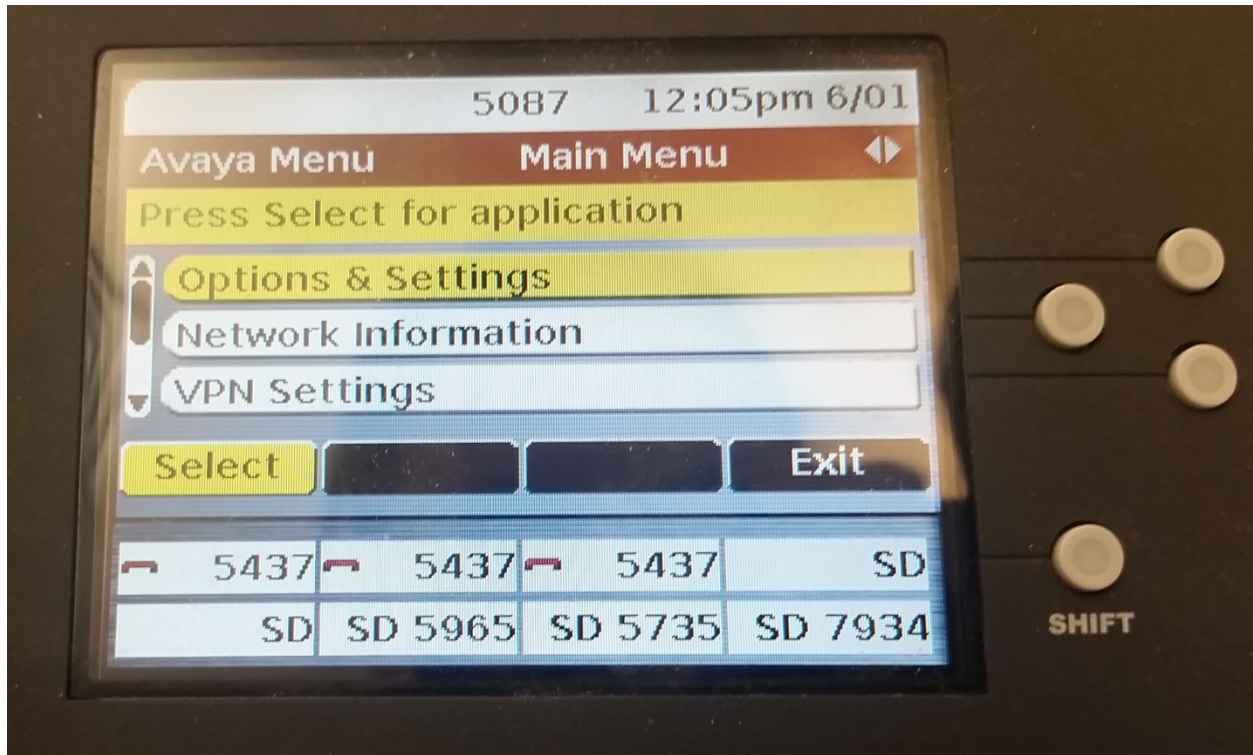 5087 12:05pm 6/01
Avaya Menu Main Menu
Press Select for application
Options & Settings
Network Information
VPN Settings
Select Exit
5437 5437 5437 SD
SD SD 5965 SD 5735 SD 7934
SHIFT